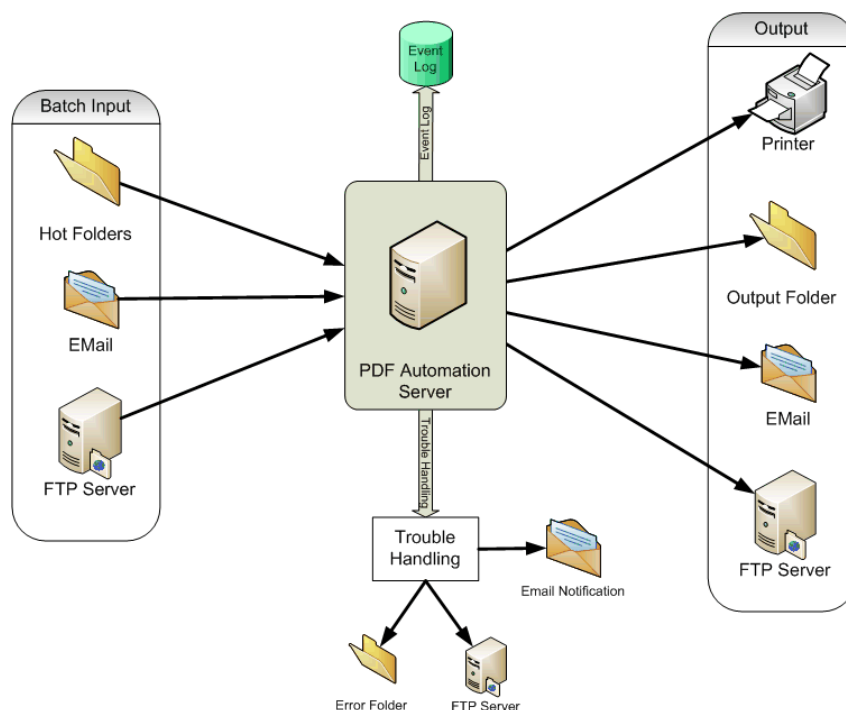 Batch Input
Hot Folders
EMail
FTP Server
Event
Log
Event Log
PDF Automation
Server
Trouble Handling
Trouble
Handling
Email Notification
Error Folder
FTP Server
Output
Printer
Output Folder
EMail
FTP Server